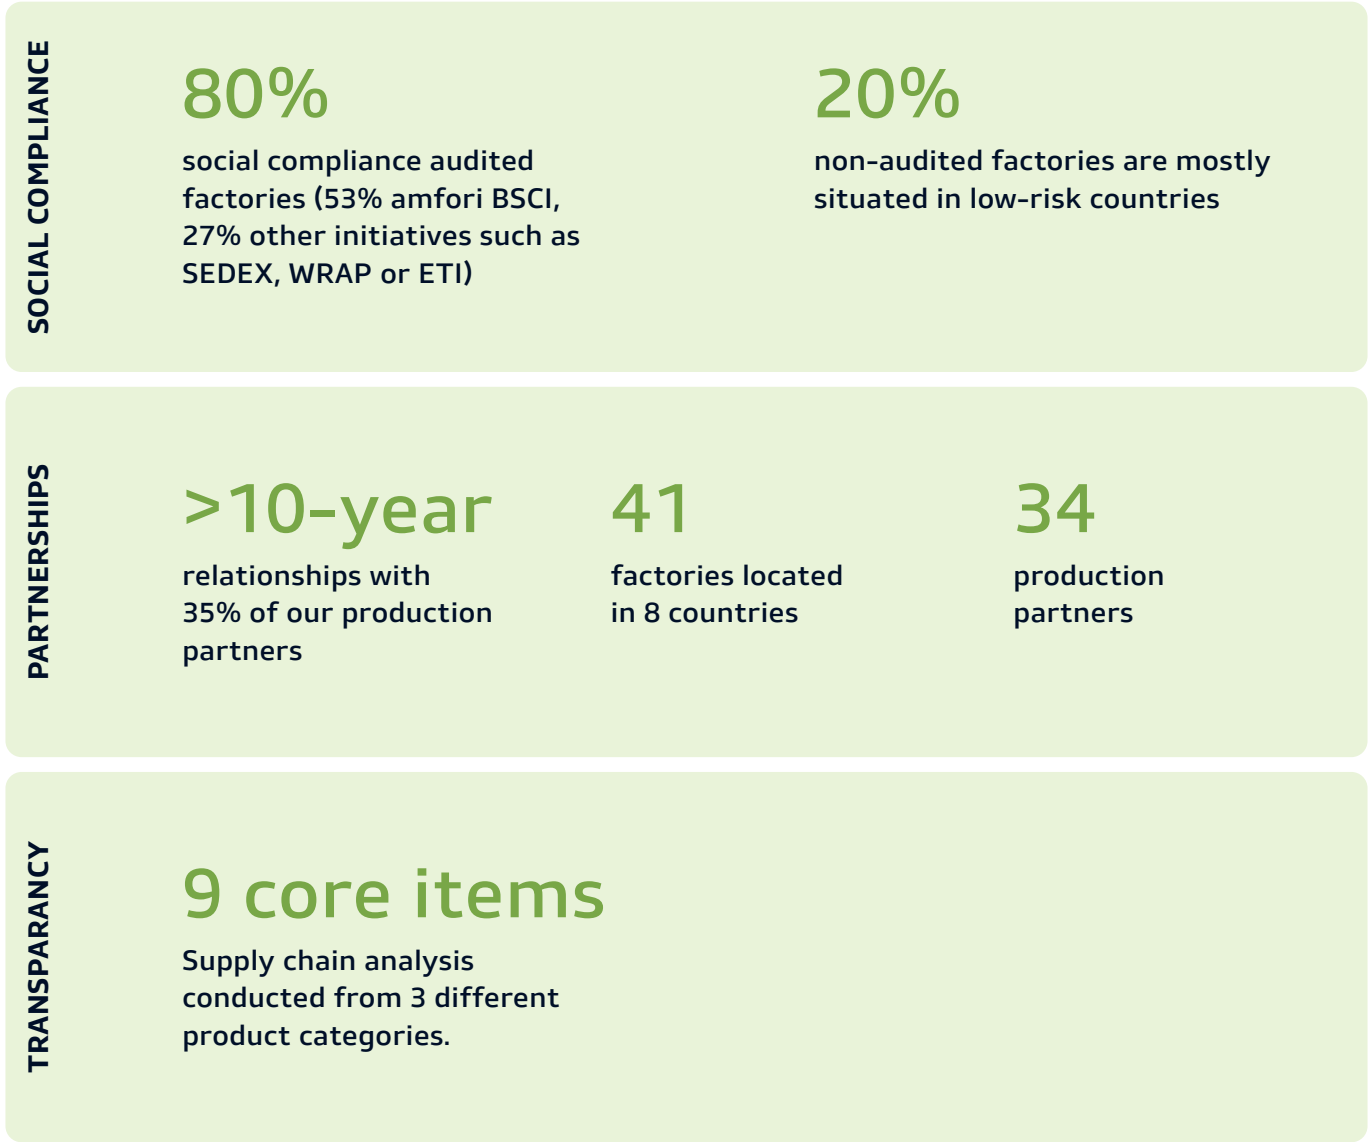 SOCIAL COMPLIANCE
80%
social compliance audited
factories (53% amfori BSCI,
27% other initiatives such as
SEDEX, WRAP or ETI)
20%
non-audited factories are mostly
situated in low-risk countries
PARTNERSHIPS
>10-year
relationships with
35% of our production
partners
41
factories located
in 8 countries
34
production
partners
TRANSPARANCY
9 core items
Supply chain analysis
conducted from 3 different
product categories.